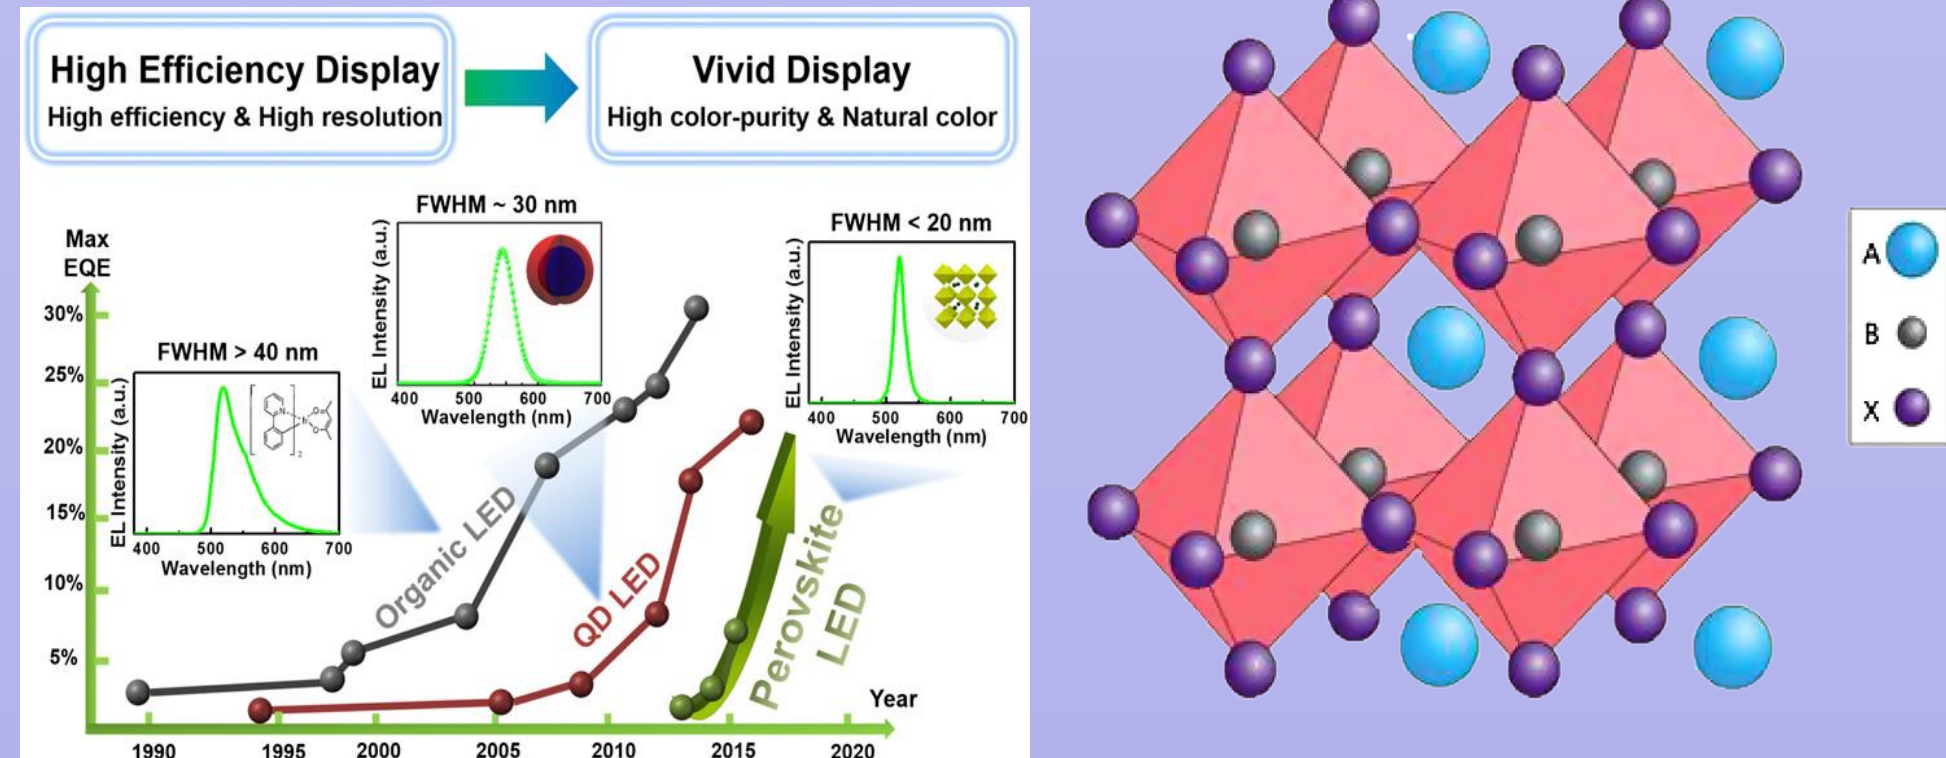 High Efficiency Display
High efficiency & High resolution
Vivid Display
High color-purity & Natural color
Max
EQE
30%
25%
20%
15%
10%
5%
FWHM > 40 nm
EL Intensity (a.u.)
N
Ir
O
O
2
400 500 600 700
Wavelength (nm)
FWHM ~ 30 nm
EL Intensity (a.u.)
400 500 600 700
Wavelength (nm)
FWHM < 20 nm
EL Intensity (a.u.)
400 500 600 700
Wavelength (nm)
Organic LED
QD LED
Perovskite
LED
Year
1990 1995 2000 2005 2010 2015 2020
A
B
X